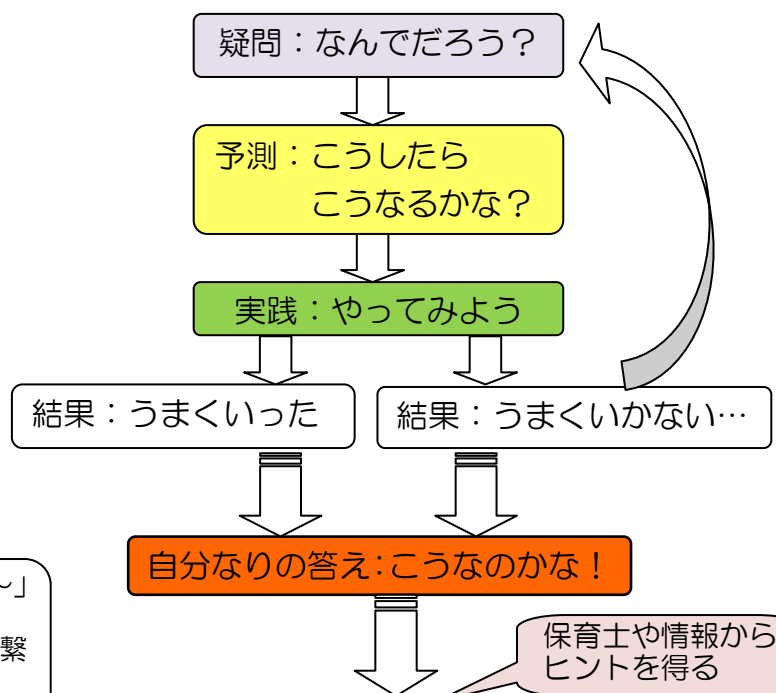 疑問：なんでだろう？
予測：こうしたら
こうなるかな？
実践：やってみよう
結果：うまくいった
結果：うまくいかない…
自分なりの答え：こうなのかな！
～」
繋
保育士や情報から
ヒントを得る